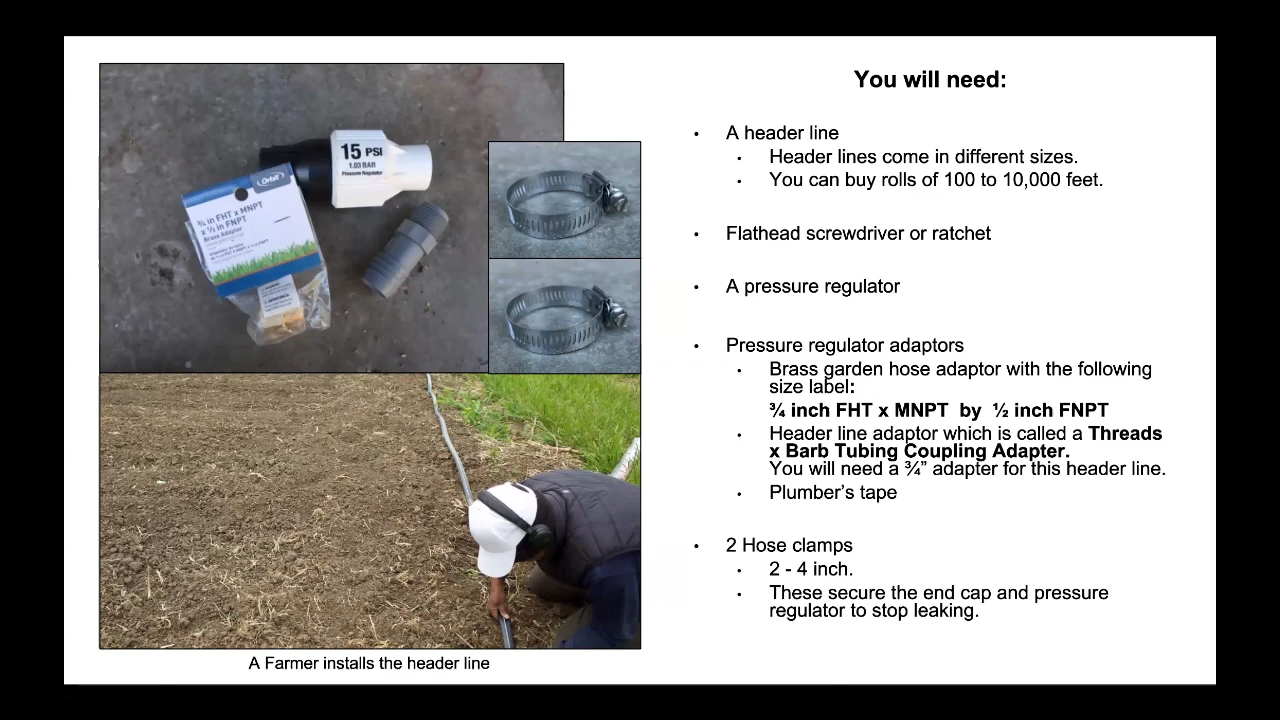 You will need:
15 PSI
1.03 BAR
Pressure Regulator
Orbit
¾ in FHT x MNPT
x ½ in FNPT
Brass Adapter
• A header line
• Header lines come in different sizes.
• You can buy rolls of 100 to 10,000 feet.
• Flathead screwdriver or ratchet
• A pressure regulator
• Pressure regulator adaptors
• Brass garden hose adaptor with the following
size label:
¾ inch FHT x MNPT by ½ inch FNPT
• Header line adaptor which is called a Threads
x Barb Tubing Coupling Adapter.
You will need a ¾” adapter for this header line.
• Plumber’s tape
• 2 Hose clamps
• 2 - 4 inch.
• These secure the end cap and pressure
regulator to stop leaking.
A Farmer installs the header line